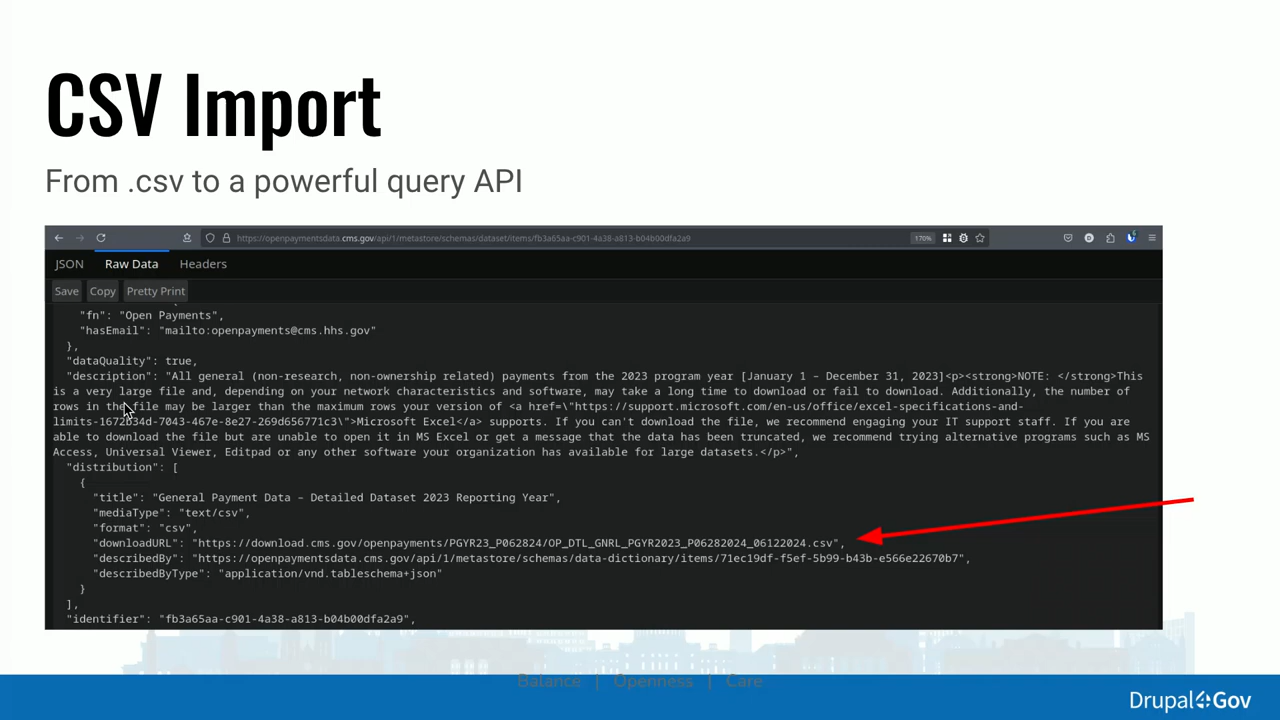 CSV Import
From .csv to a powerful query API
https://openpaymentsdata.cms.gov/api/1/metastore/schemas/dataset/items/fb3a65aa-c901-4a38-a813-b04b00dfa2a9
170%
JSON Raw Data Headers
Save Copy Pretty Print
"fn": "Open Payments",
"hasEmail": "mailto:openpayments@cms.hhs.gov"
},
"dataQuality": true,
"description": "All general (non-research, non-ownership related) payments from the 2023 program year [January 1 – December 31, 2023]<p><strong>NOTE: </strong>This
is a very large file and, depending on your network characteristics and software, may take a long time to download or fail to download. Additionally, the number of
rows in the file may be larger than the maximum rows your version of <a href=\"https://support.microsoft.com/en-us/office/excel-specifications-and-
limits-1672b34d-7043-467e-8e27-269d656771c3\">Microsoft Excel</a> supports. If you can't download the file, we recommend engaging your IT support staff. If you are
able to download the file but are unable to open it in MS Excel or get a message that the data has been truncated, we recommend trying alternative programs such as MS
Access, Universal Viewer, Editpad or any other software your organization has available for large datasets.</p>",
"distribution": [
{
"title": "General Payment Data – Detailed Dataset 2023 Reporting Year",
"mediaType": "text/csv",
"format": "csv",
"downloadURL": "https://download.cms.gov/openpayments/PGYR23_P062824/OP_DTL_GNRL_PGYR2023_P06282024_06122024.csv",
"describedBy": "https://openpaymentsdata.cms.gov/api/1/metastore/schemas/data-dictionary/items/71ec19df-f5ef-5b99-b43b-e566e22670b7",
"describedByType": "application/vnd.tableschema+json"
}
],
"identifier": "fb3a65aa-c901-4a38-a813-b04b00dfa2a9",
Balance | Openness | Care
Drupal4Gov